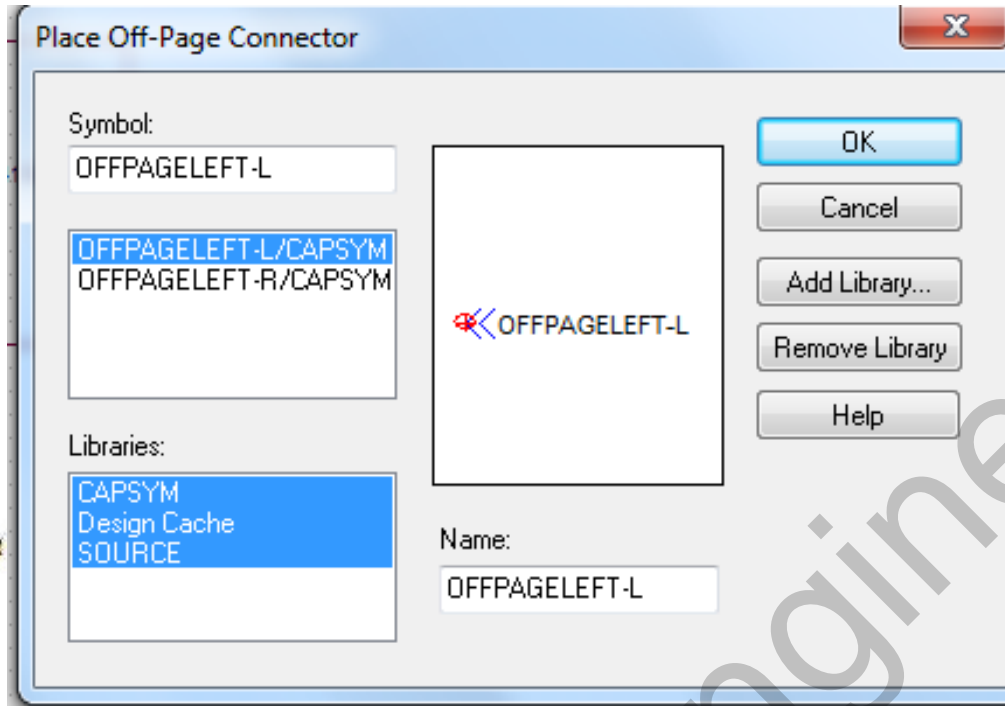 Place Off-Page Connector
Symbol:
OFFPAGELEFT-L
OFFPAGELEFT-L/CAPSYM
OFFPAGELEFT-R/CAPSYM
Libraries:
CAPSYM
Design Cache
SOURCE
OFFPAGELEFT-L
Name:
OFFPAGELEFT-L
OK
Cancel
Add Library...
Remove Library
Help